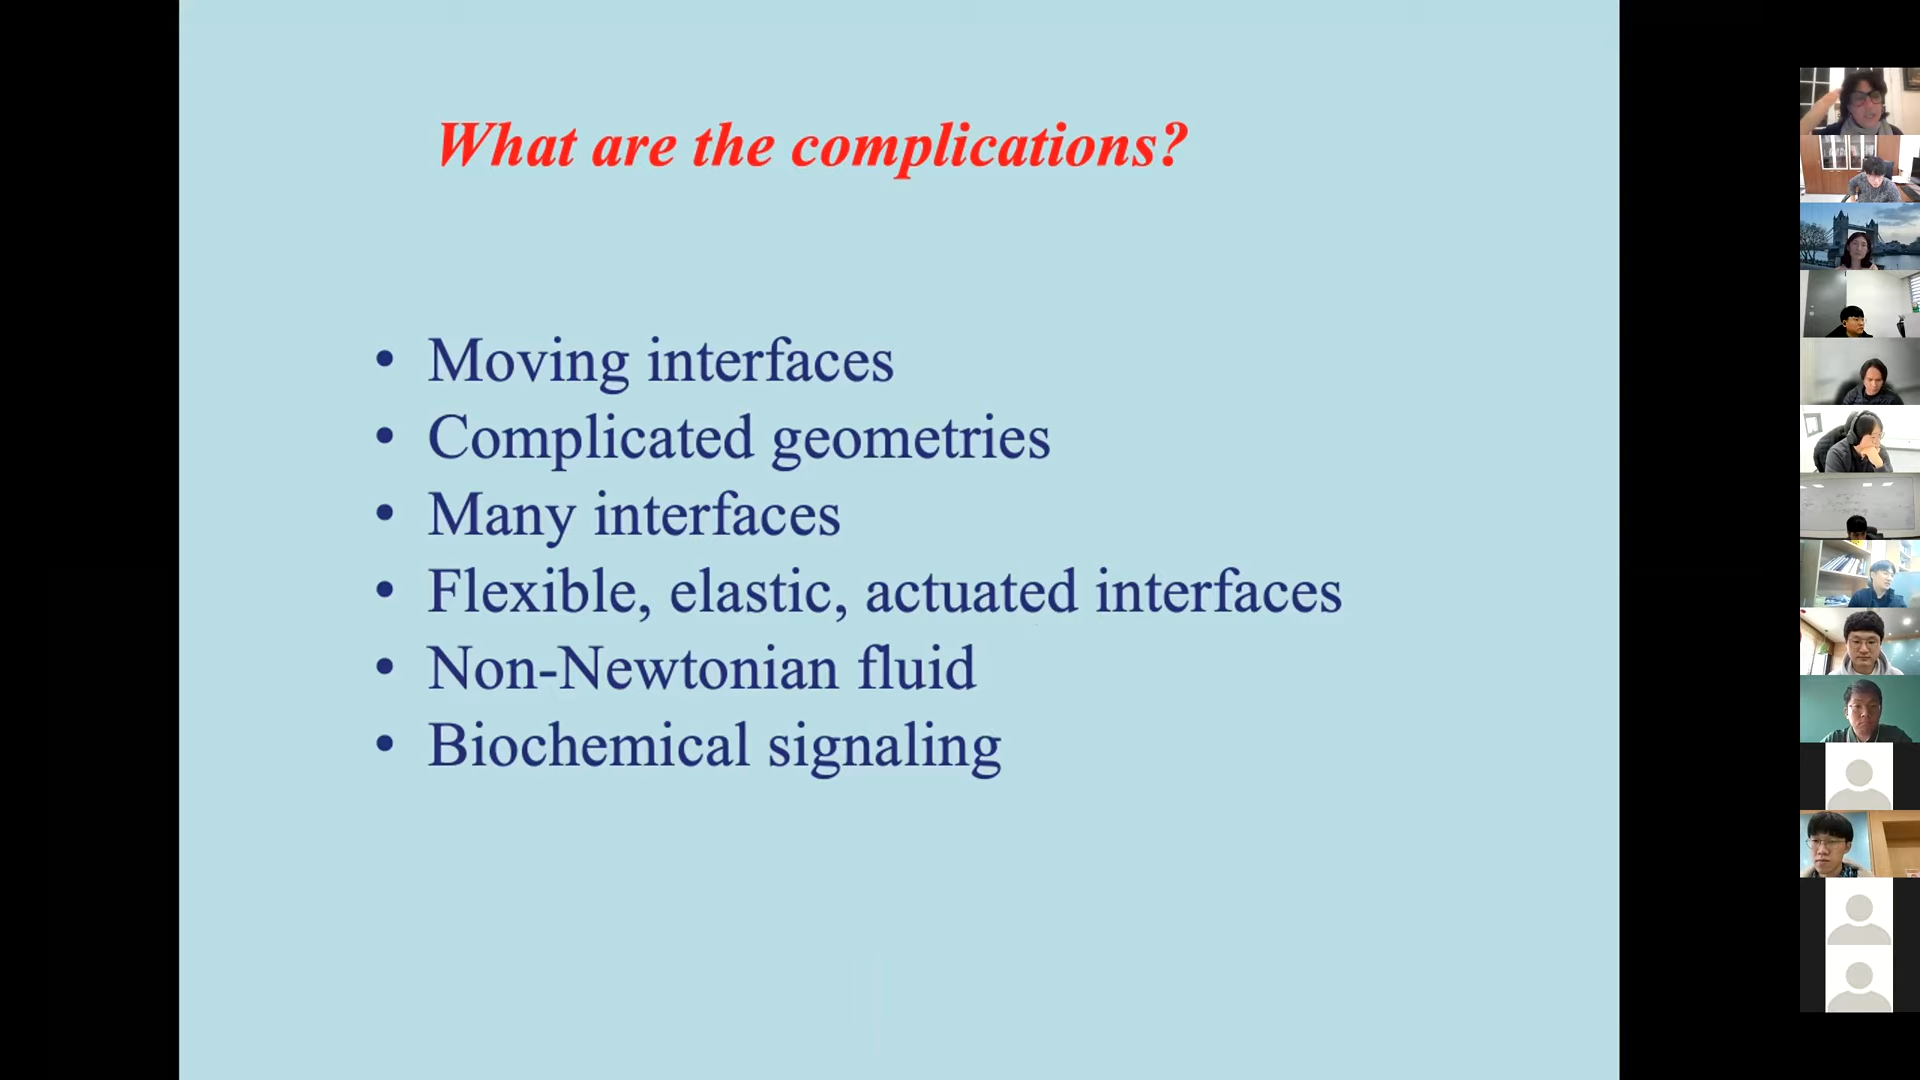 What are the complications?
• Moving interfaces
• Complicated geometries
• Many interfaces
• Flexible, elastic, actuated interfaces
• Non-Newtonian fluid
• Biochemical signaling